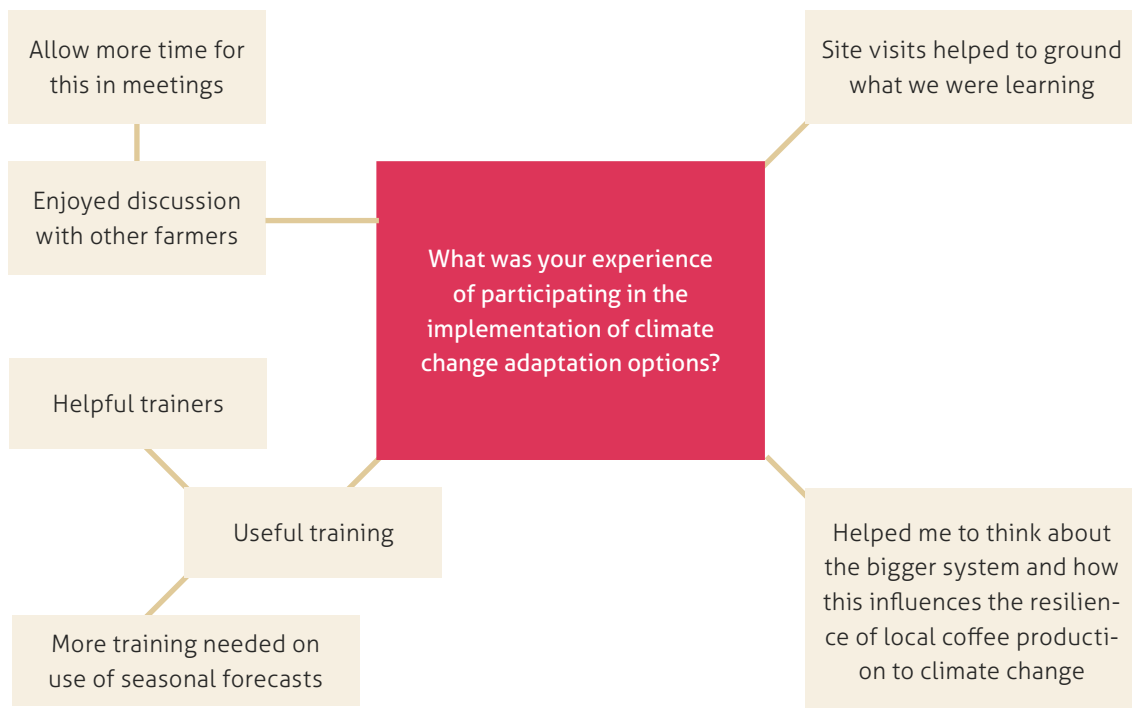 Allow more time for
this in meetings
Enjoyed discussion
with other farmers
Site visits helped to ground
what we were learning
What was your experience
of participating in the
implementation of climate
change adaptation options?
Helpful trainers
Useful training
More training needed on
use of seasonal forecasts
Helped me to think about
the bigger system and how
this influences the resilien-
ce of local coffee producti-
on to climate change